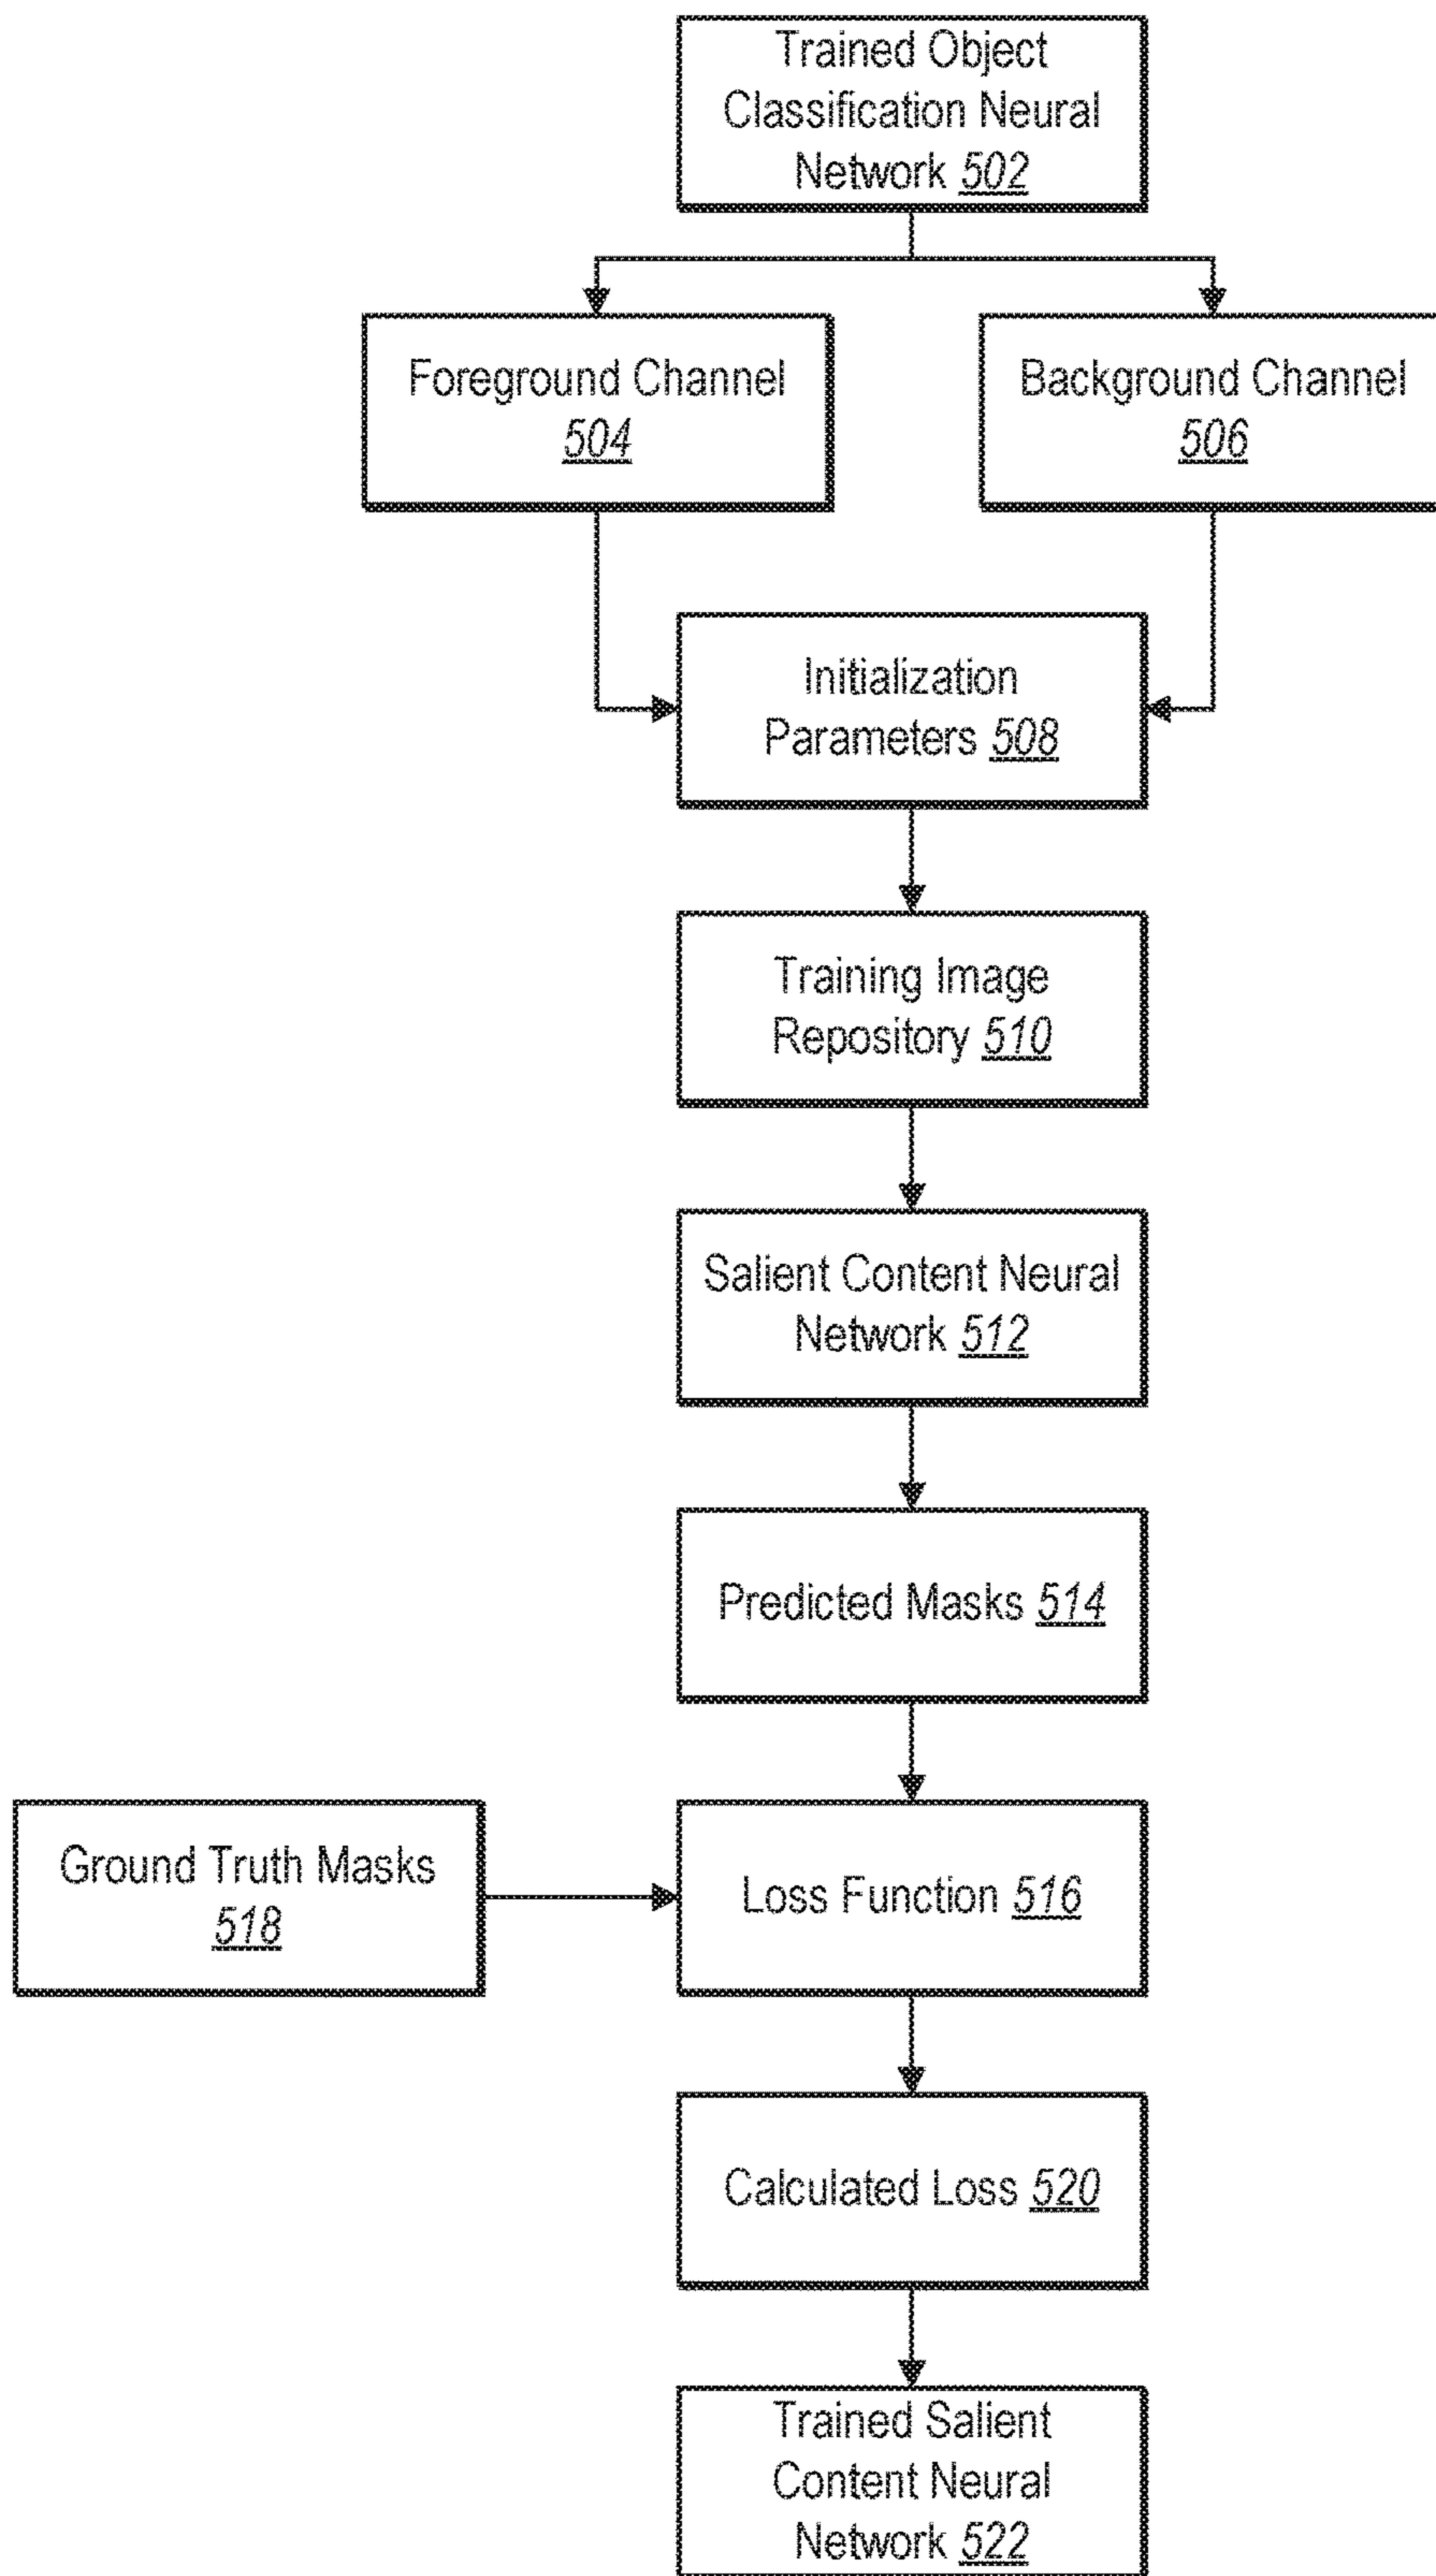 Trained Object
Classification Neural
Network 502
Foreground Channel
504
Background Channel
506
Initialization
Parameters 508
Training Image
Repository 510
Salient Content Neural
Network 512
Predicted Masks 514
Ground Truth Masks
518
Loss Function 516
Calculated Loss 520
Trained Salient
Content Neural
Network 522